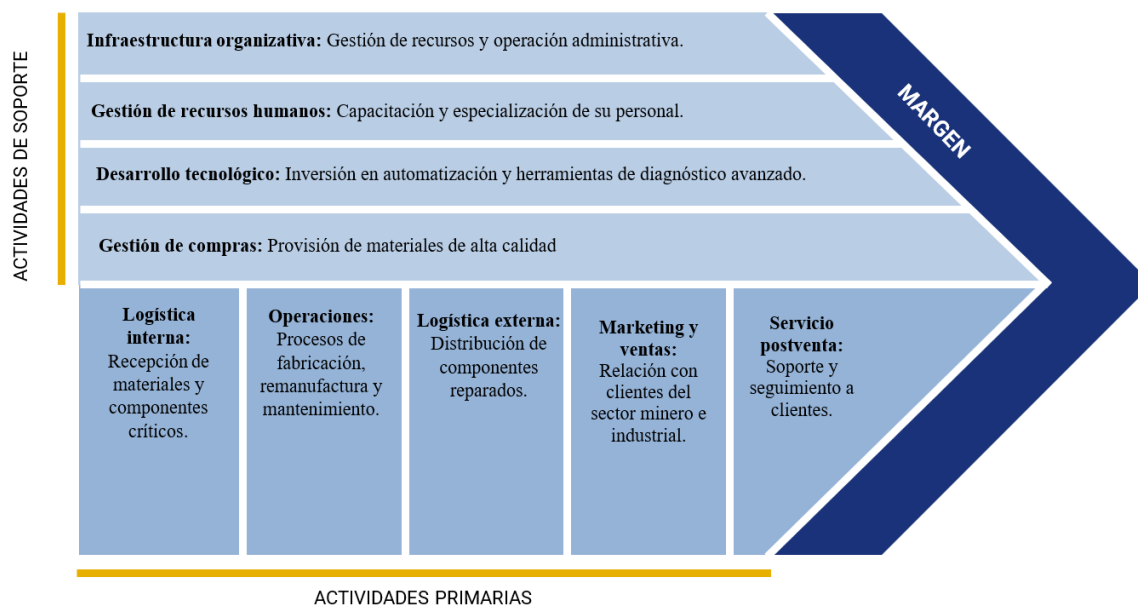 ACTIVIDADES DE SOPORTE
Infraestructura organizativa: Gestión de recursos y operación administrativa.
Gestión de recursos humanos: Capacitación y especialización de su personal.
Desarrollo tecnológico: Inversión en automatización y herramientas de diagnóstico avanzado.
Gestión de compras: Provisión de materiales de alta calidad
MARGEN
Logística
interna:
Recepción de
materiales y
componentes
críticos.
Operaciones:
Procesos de
fabricación,
remanufactura y
mantenimiento.
Logística externa:
Distribución de
componentes
reparados.
Marketing y
ventas:
Relación con
clientes del
sector minero e
industrial.
Servicio
postventa:
Soporte y
seguimiento a
clientes.
ACTIVIDADES PRIMARIAS